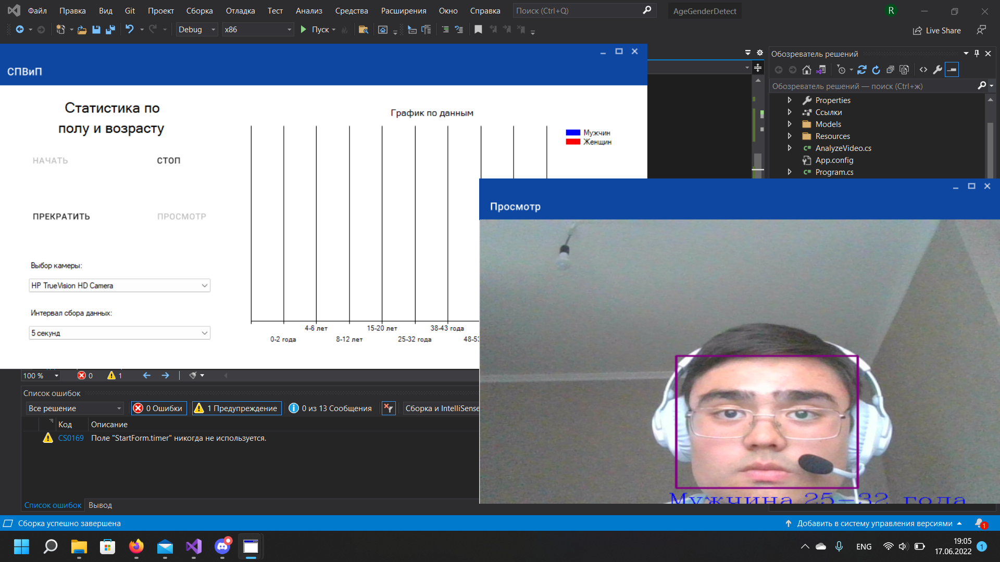 Файл Правка Вид Git Проект Сборка Отладка Тест Анализ Средства Расширения Окно Справка Поиск (Ctrl+Q) AgeGenderDetect R
Debug x86 Пуск Live Share
СПВиП
Статистика по
полу и возрасту
НАЧАТЬ СТОП
ПРЕКРАТИТЬ ПРОСМОТР
Выбор камеры:
HP TrueVision HD Camera
Интервал сбора данных:
5 секунд
График по данным
Мужчин
Женщин
4-6 лет 15-20 лет 38-43 года
0-2 года 8-12 лет 25-32 года 48-53
Обозреватель решений
Обозреватель решений — поиск (Ctrl+ж)
Properties
Ссылки
Models
Resources
C# AnalyzeVideo.cs
App.config
C# Program.cs
Просмотр
Мужчина 25-32 года
100 % 0 1
Список ошибок
Все решение 0 Ошибки 1 Предупреждение 0 из 13 Сообщения Сборка и IntelliSense
Код Описание
CS0169 Поле "StartForm.timer" никогда не используется.
Список ошибок Вывод
Сборка успешно завершена Добавить в систему управления версиями 1
ENG 19:05
17.06.2022 1